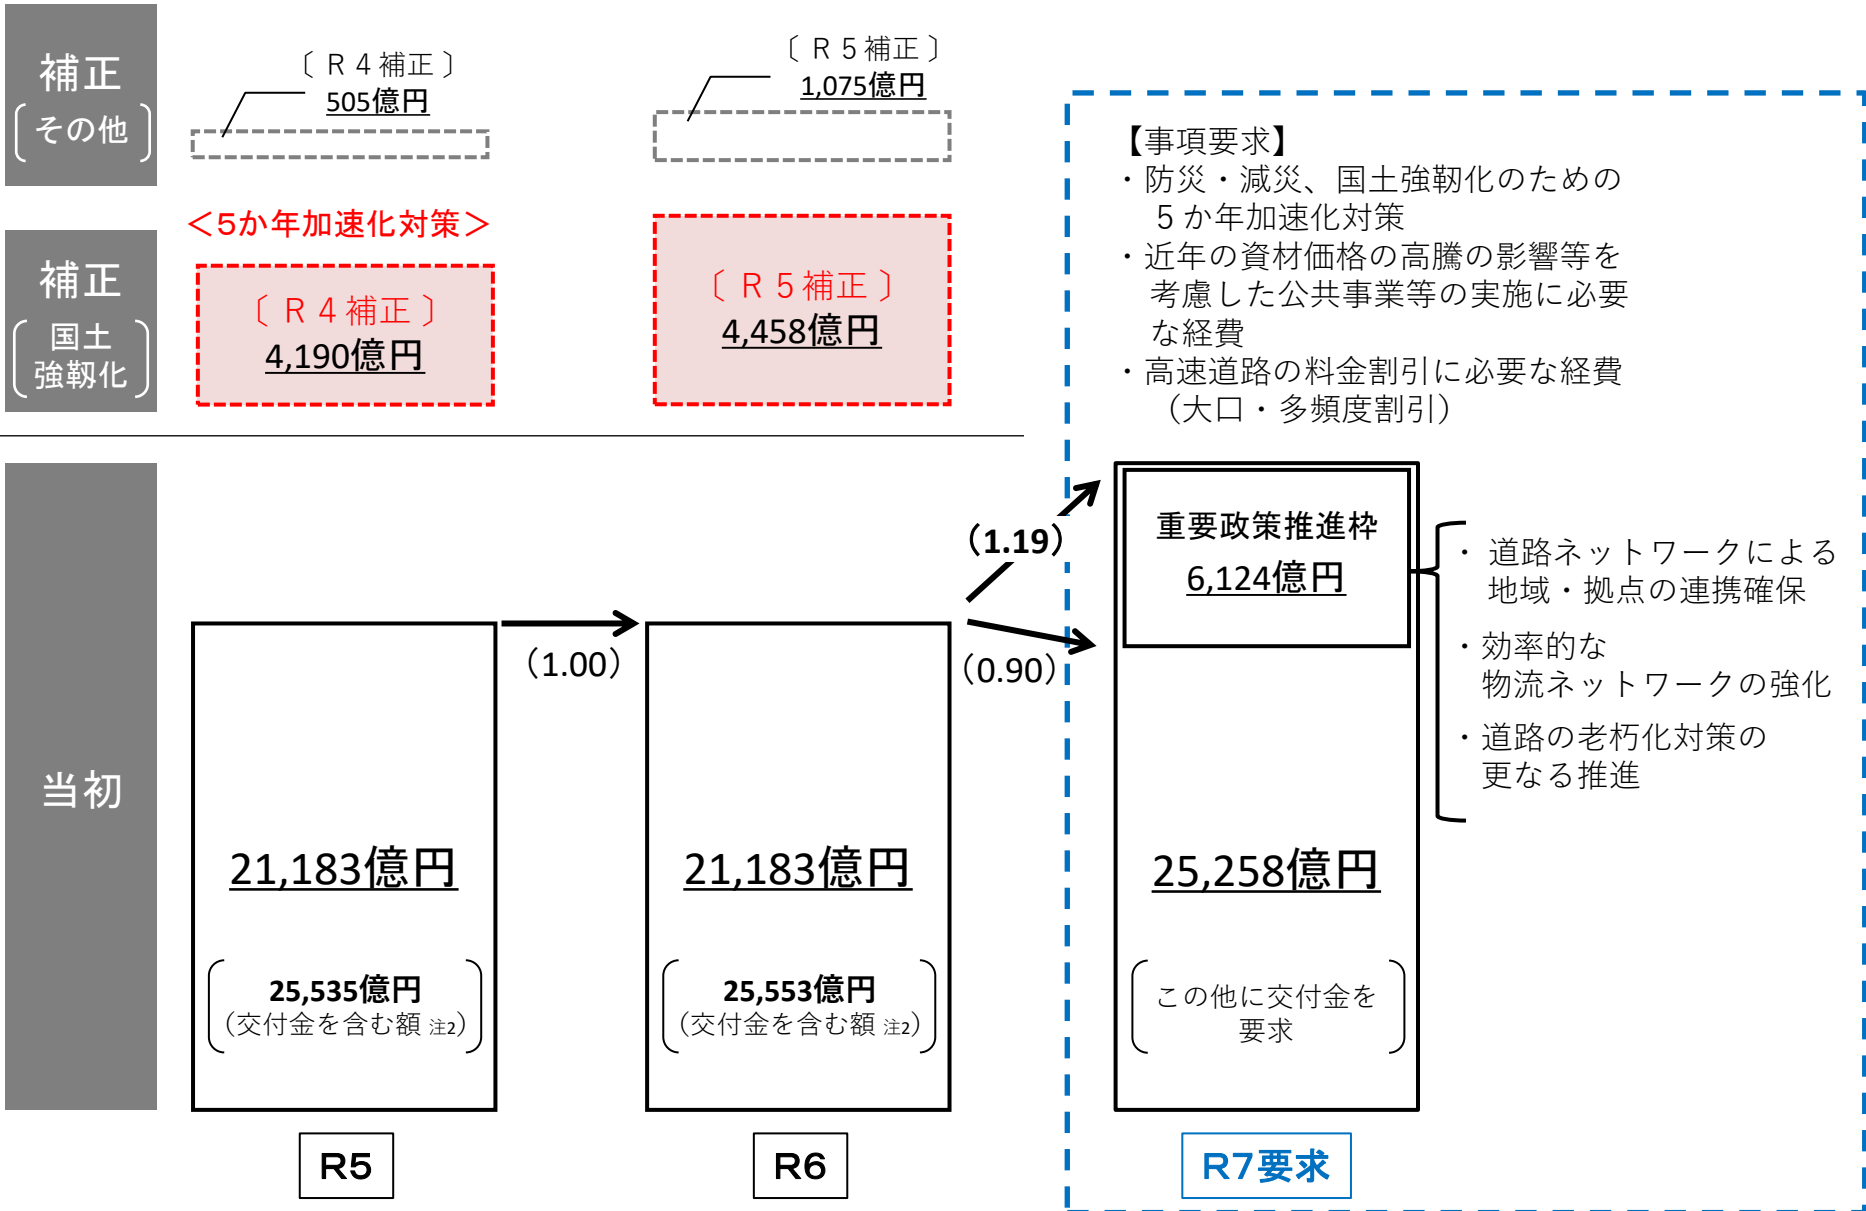 補正
その他
〔 R4補正 〕
505億円
〔 R5補正 〕
1,075億円
補正
国土
強靱化
＜5か年加速化対策＞
〔 R4補正 〕
4,190億円
〔 R5補正 〕
4,458億円
【事項要求】
・防災・減災、国土強靱化のための
5か年加速化対策
・近年の資材価格の高騰の影響等を
考慮した公共事業等の実施に必要
な経費
・高速道路の料金割引に必要な経費
（大口・多頻度割引）
当初
21,183億円
25,535億円
（交付金を含む額 注2）
（1.00）
21,183億円
25,553億円
（交付金を含む額 注2）
（1.19）
（0.90）
重要政策推進枠
6,124億円
25,258億円
この他に交付金を
要求
・ 道路ネットワークによる
地域・拠点の連携確保
・効率的な
物流ネットワークの強化
・道路の老朽化対策の
更なる推進
R5
R6
R7要求